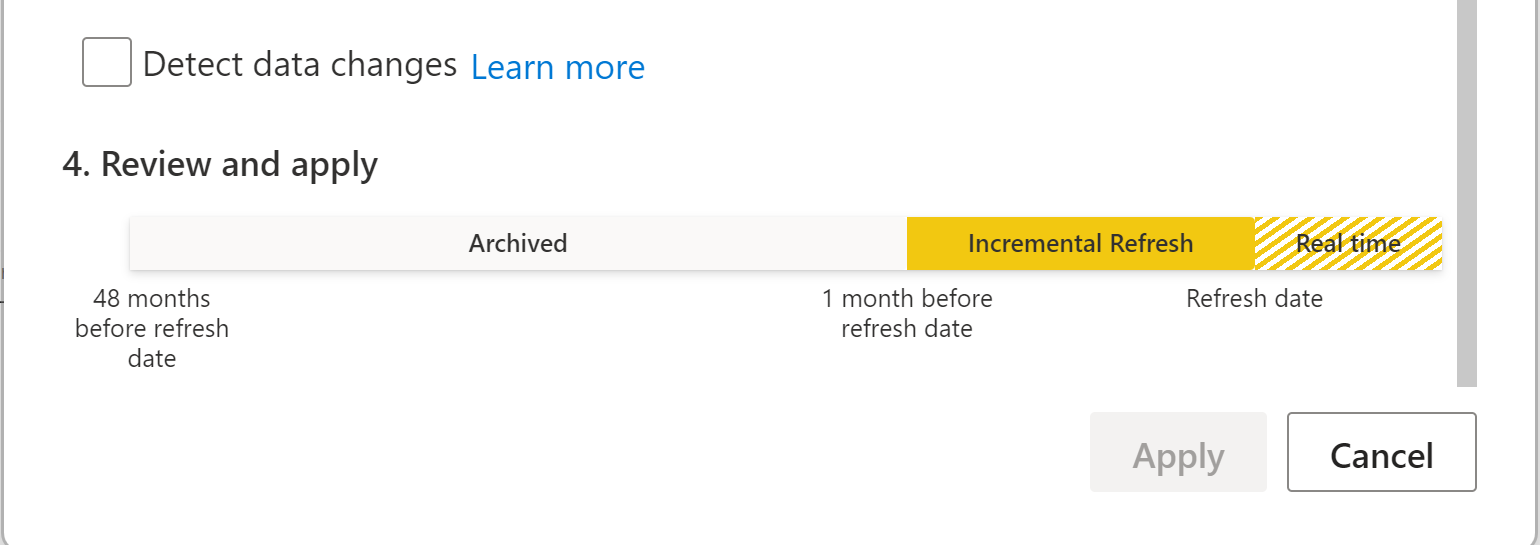 Detect data changes Learn more
4. Review and apply
Archived Incremental Refresh Real time
48 months
before refresh
date
1 month before
refresh date
Refresh date
Apply Cancel